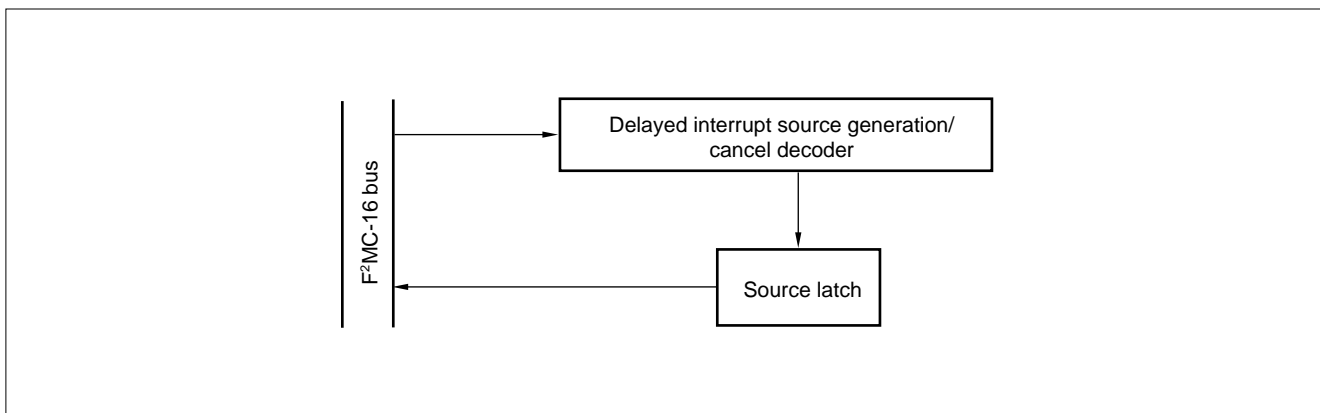 F²MC-16 bus
Delayed interrupt source generation/
cancel decoder
Source latch